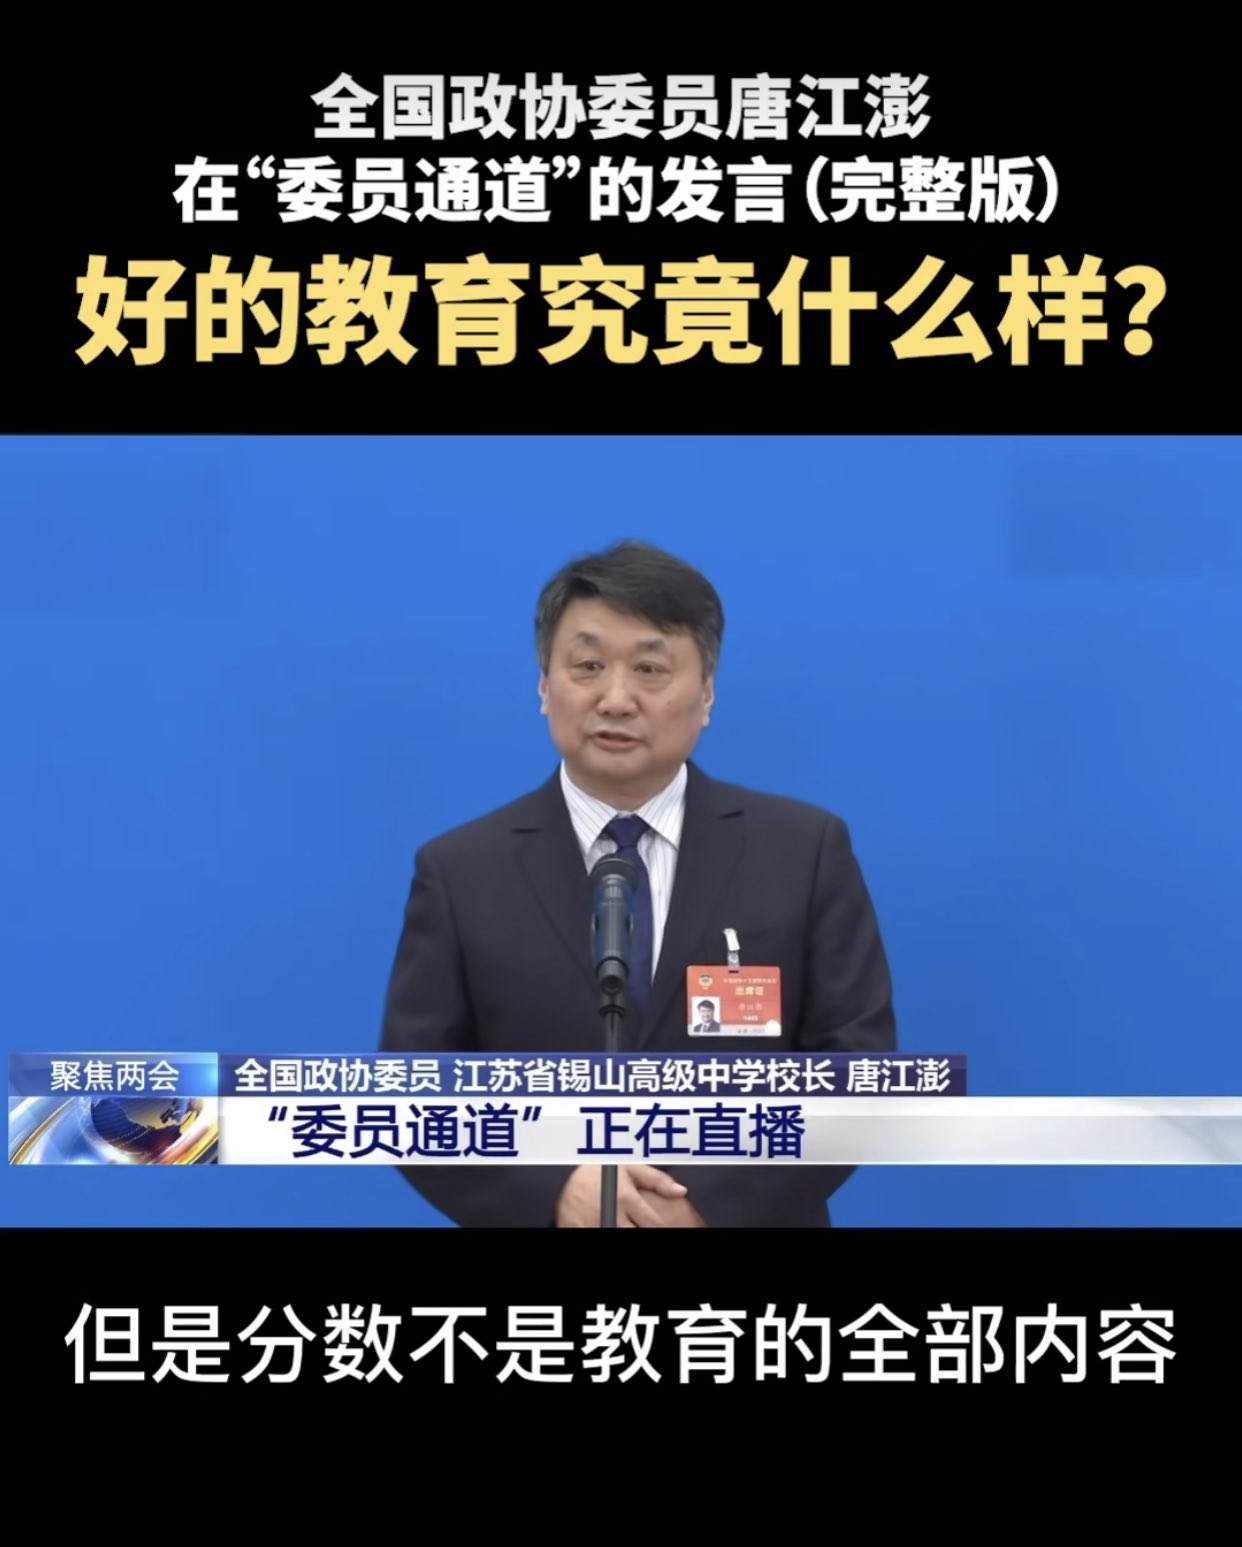 全国政协委员唐江澎
在“委员通道”的发言(完整版)
好的教育究竟什么样?
出席证
聚焦两会
全国政协委员 江苏省锡山高级中学校长 唐江澎
“委员通道” 正在直播
但是分数不是教育的全部内容